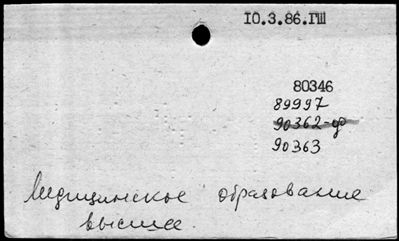 10.3.86.ГШ
80346
89997
90362-ф
90363
Медицинское образование
высшее.